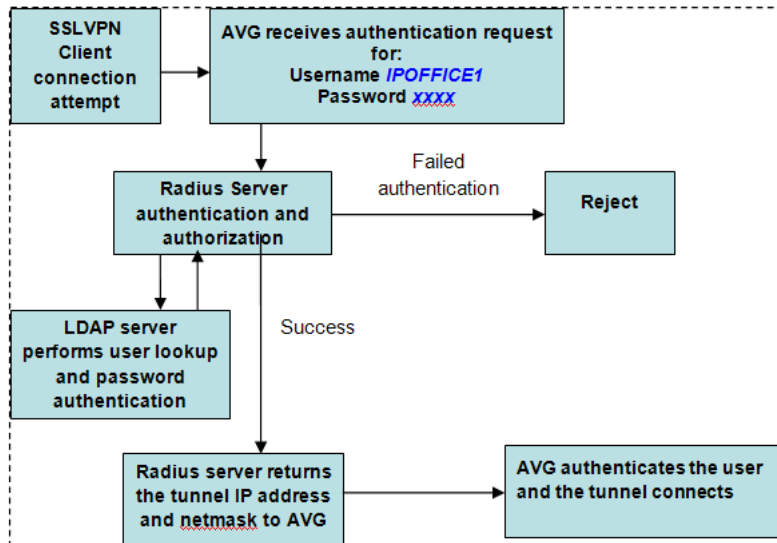 SSLVPN
Client
connection
attempt
AVG receives authentication request
for:
Username IPOFFICE1
Password xxxx
Radius Server
authentication and
authorization
Failed
authentication
Reject
LDAP server
performs user lookup
and password
authentication
Success
Radius server returns
the tunnel IP address
and netmask to AVG
AVG authenticates the user
and the tunnel connects